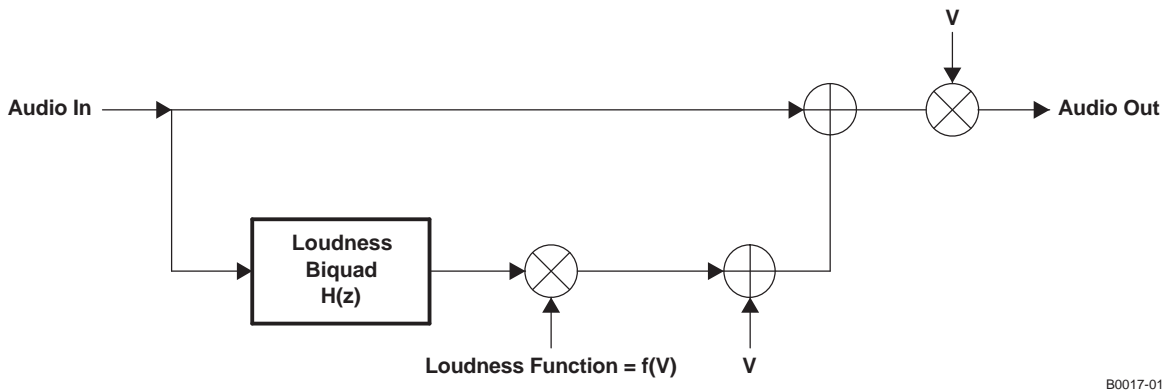 V
Audio In
Audio Out
Loudness
Biquad
H(z)
Loudness Function = f(V)
V
B0017-01